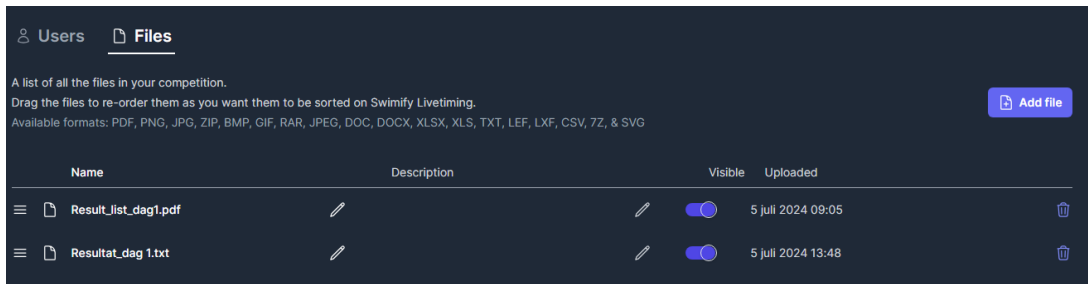 Users Files
A list of all the files in your competition.
Drag the files to re-order them as you want them to be sorted on Swimify Livetiming.
Available formats: PDF, PNG, JPG, ZIP, BMP, GIF, RAR, JPEG, DOC, DOCX, XLSX, XLS, TXT, LEF, LXF, CSV, 7Z, & SVG
Add file
Name Description Visible Uploaded
Result_list_dag1.pdf 5 juli 2024 09:05
Resultat_dag 1.txt 5 juli 2024 13:48